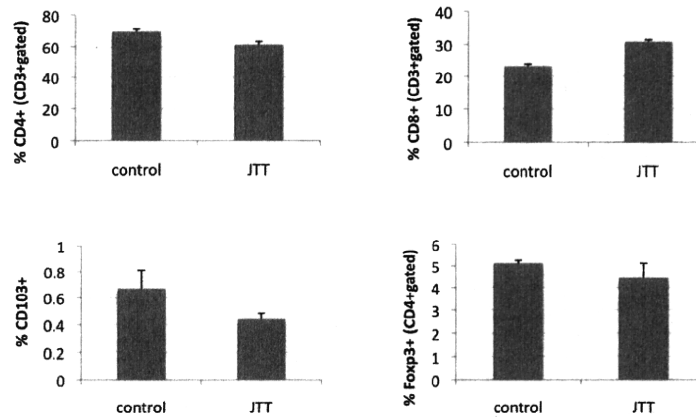 % CD4+ (CD3+gated)
80
60
40
20
0
control
JTT
% CD8+ (CD3+gated)
40
30
20
10
0
control
JTT
% CD103+
1
0.8
0.6
0.4
0.2
0
control
JTT
% Foxp3+ (CD4+gated)
6
5
4
3
2
1
0
control
JTT